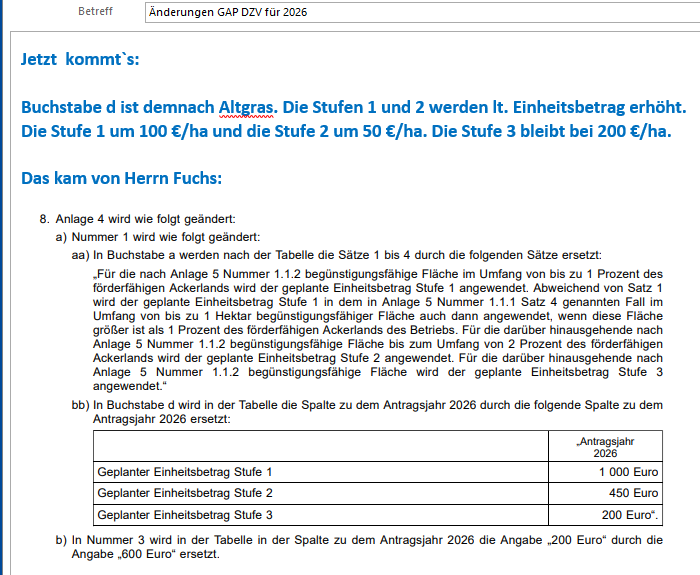 Betreff Änderungen GAP DZV für 2026
Jetzt kommt`s:
Buchstabe d ist demnach Altgras. Die Stufen 1 und 2 werden lt. Einheitsbetrag erhöht.
Die Stufe 1 um 100 €/ha und die Stufe 2 um 50 €/ha. Die Stufe 3 bleibt bei 200 €/ha.
Das kam von Herrn Fuchs:
8. Anlage 4 wird wie folgt geändert:
a) Nummer 1 wird wie folgt geändert:
aa) In Buchstabe a werden nach der Tabelle die Sätze 1 bis 4 durch die folgenden Sätze ersetzt:
„Für die nach Anlage 5 Nummer 1.1.2 begünstigungsfähige Fläche im Umfang von bis zu 1 Prozent des
förderfähigen Ackerlands wird der geplante Einheitsbetrag Stufe 1 angewendet. Abweichend von Satz 1
wird der geplante Einheitsbetrag Stufe 1 in dem in Anlage 5 Nummer 1.1.1 Satz 4 genannten Fall im
Umfang von bis zu 1 Hektar begünstigungsfähiger Fläche auch dann angewendet, wenn diese Fläche
größer ist als 1 Prozent des förderfähigen Ackerlands des Betriebs. Für die darüber hinausgehende nach
Anlage 5 Nummer 1.1.2 begünstigungsfähige Fläche bis zum Umfang von 2 Prozent des förderfähigen
Ackerlands wird der geplante Einheitsbetrag Stufe 2 angewendet. Für die darüber hinausgehende nach
Anlage 5 Nummer 1.1.2 begünstigungsfähige Fläche wird der geplante Einheitsbetrag Stufe 3
angewendet.“
bb) In Buchstabe d wird in der Tabelle die Spalte zu dem Antragsjahr 2026 durch die folgende Spalte zu dem
Antragsjahr 2026 ersetzt:
„Antragsjahr
2026
Geplanter Einheitsbetrag Stufe 1 1 000 Euro
Geplanter Einheitsbetrag Stufe 2 450 Euro
Geplanter Einheitsbetrag Stufe 3 200 Euro“.
b) In Nummer 3 wird in der Tabelle in der Spalte zu dem Antragsjahr 2026 die Angabe „200 Euro“ durch die
Angabe „600 Euro“ ersetzt.